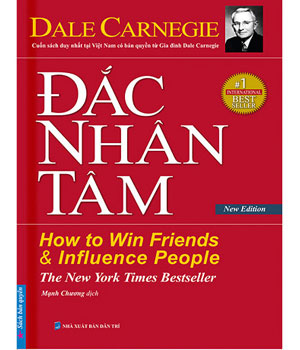 DALE CARNEGIE
Cuốn sách duy nhất tại Việt Nam có bản quyền từ Gia đình Dale Carnegie
#1
INTERNATIONAL
BEST
SELLER
ĐẮC
NHÂN
TÂM
New Edition
How to Win Friends
& Influence People
The New York Times Bestseller
Mạnh Chương dịch
Sách bản quyền
NHÀ XUẤT BẢN DÂN TRÍ